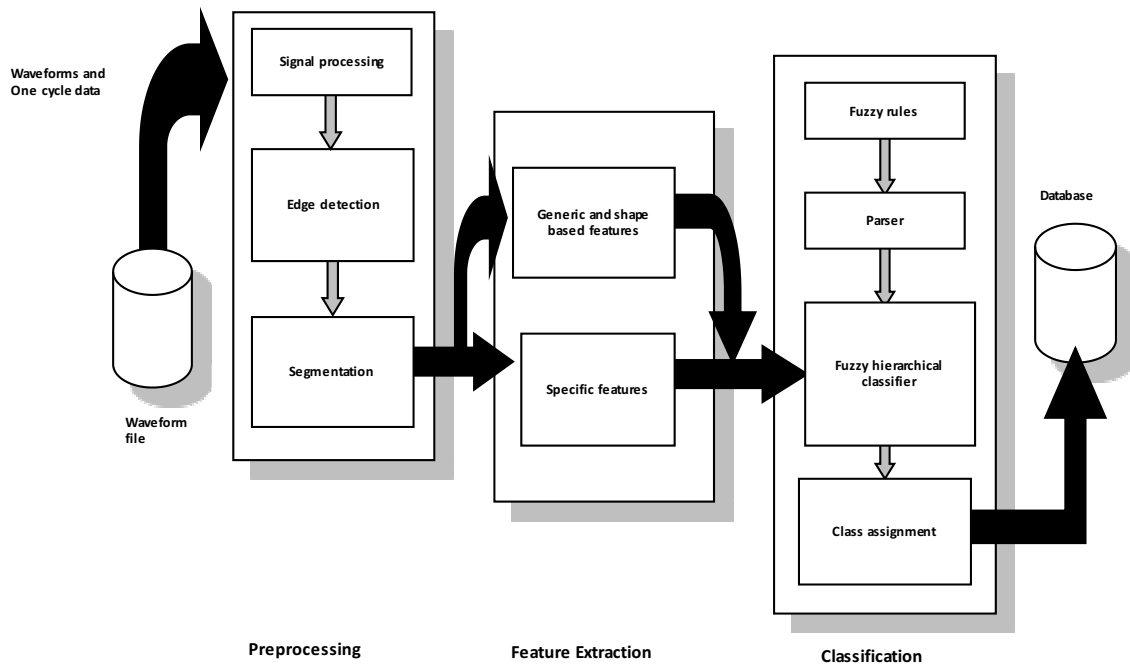 Waveforms and
One cycle data
Waveform
file
Signal processing
Edge detection
Segmentation
Preprocessing
Generic and shape
based features
Specific features
Feature Extraction
Fuzzy rules
Parser
Fuzzy hierarchical
classifier
Class assignment
Classification
Database